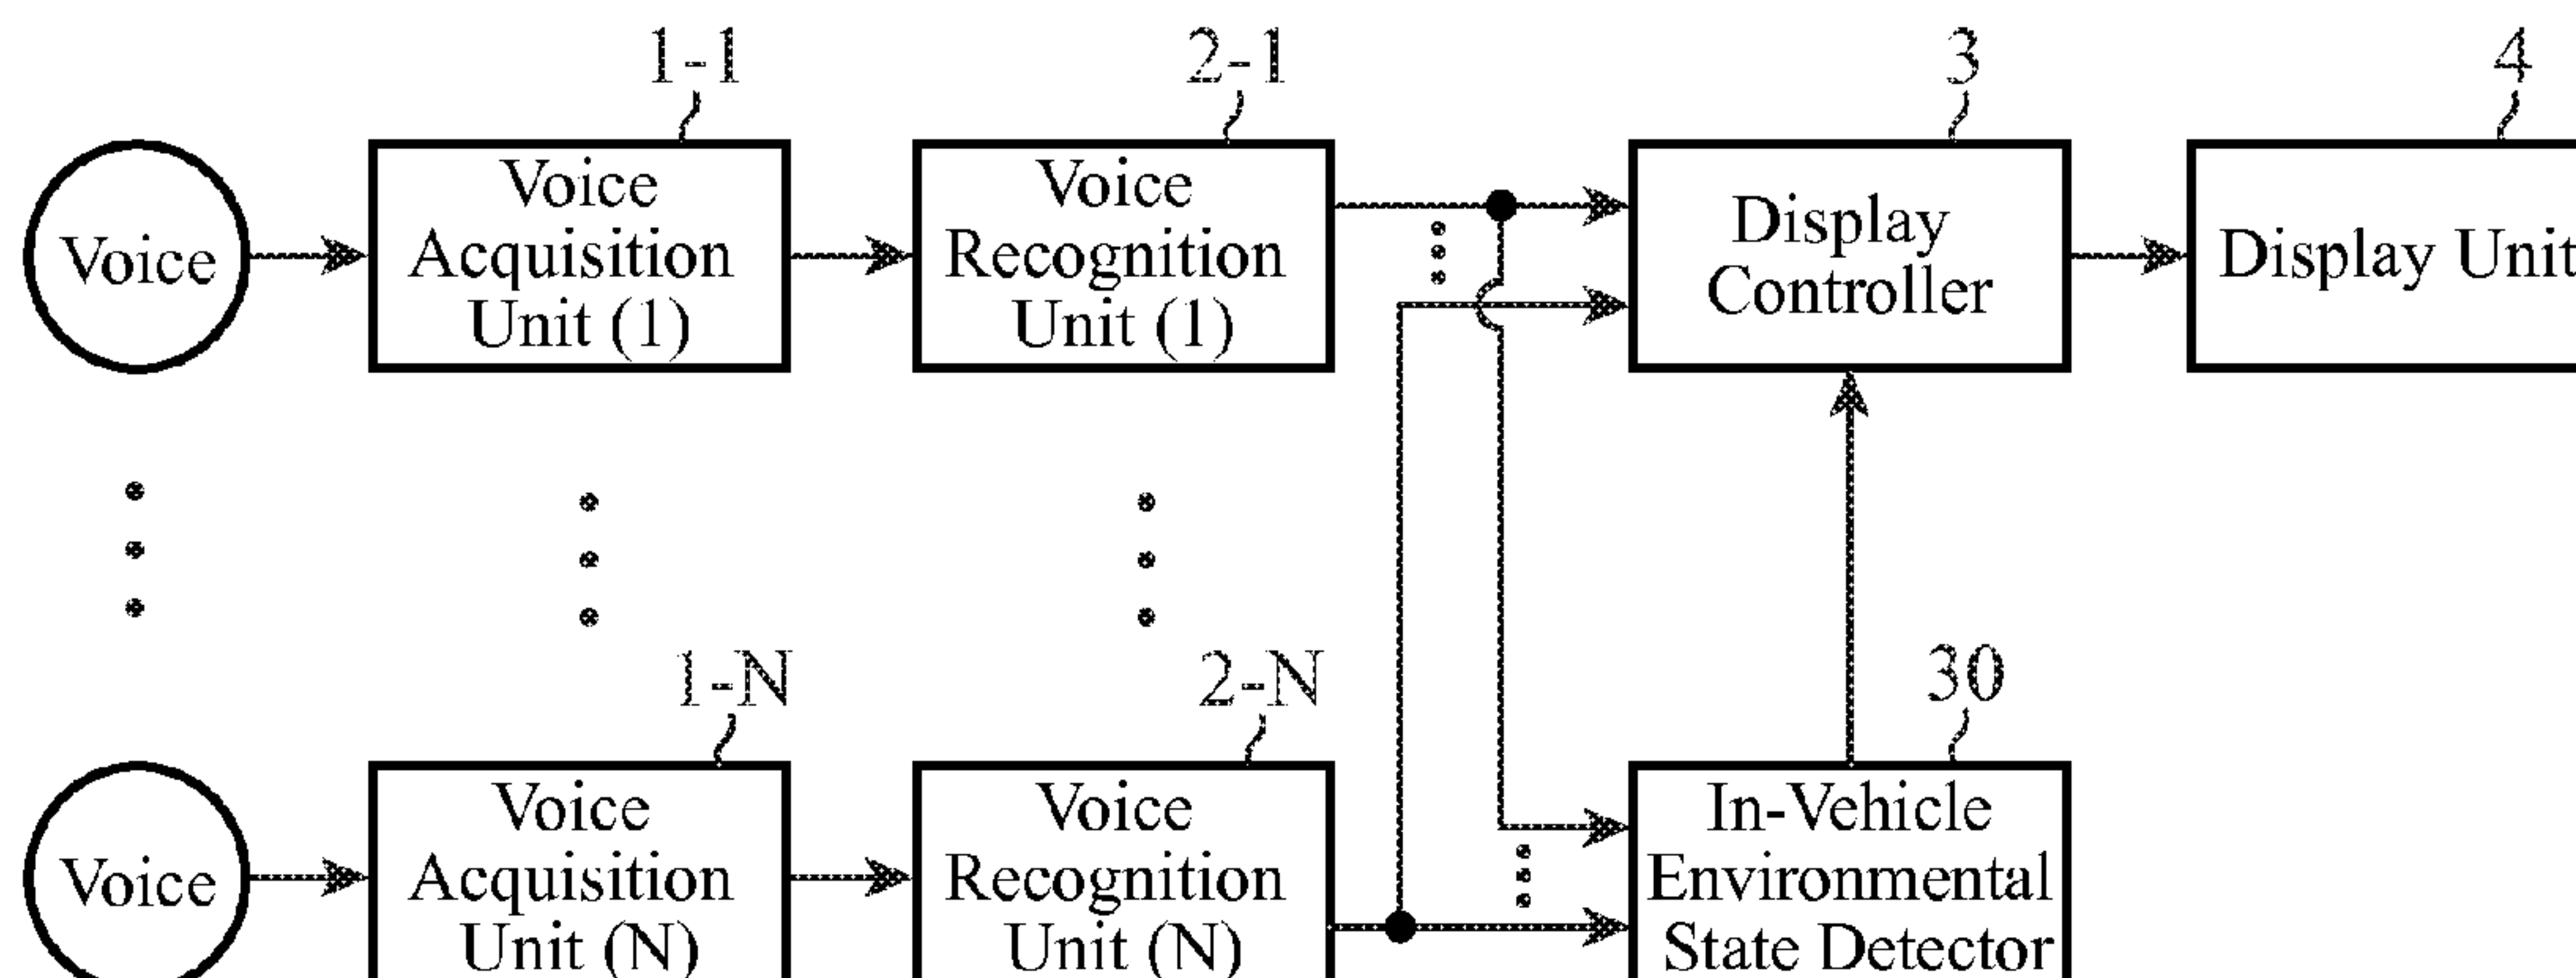 1-1
2-1
3
4
Voice
Voice
Acquisition
Unit (1)
Voice
Recognition
Unit (1)
Display
Controller
Display Unit
1-N
2-N
30
Voice
Voice
Acquisition
Unit (N)
Voice
Recognition
Unit (N)
In-Vehicle
Environmental
State Detector